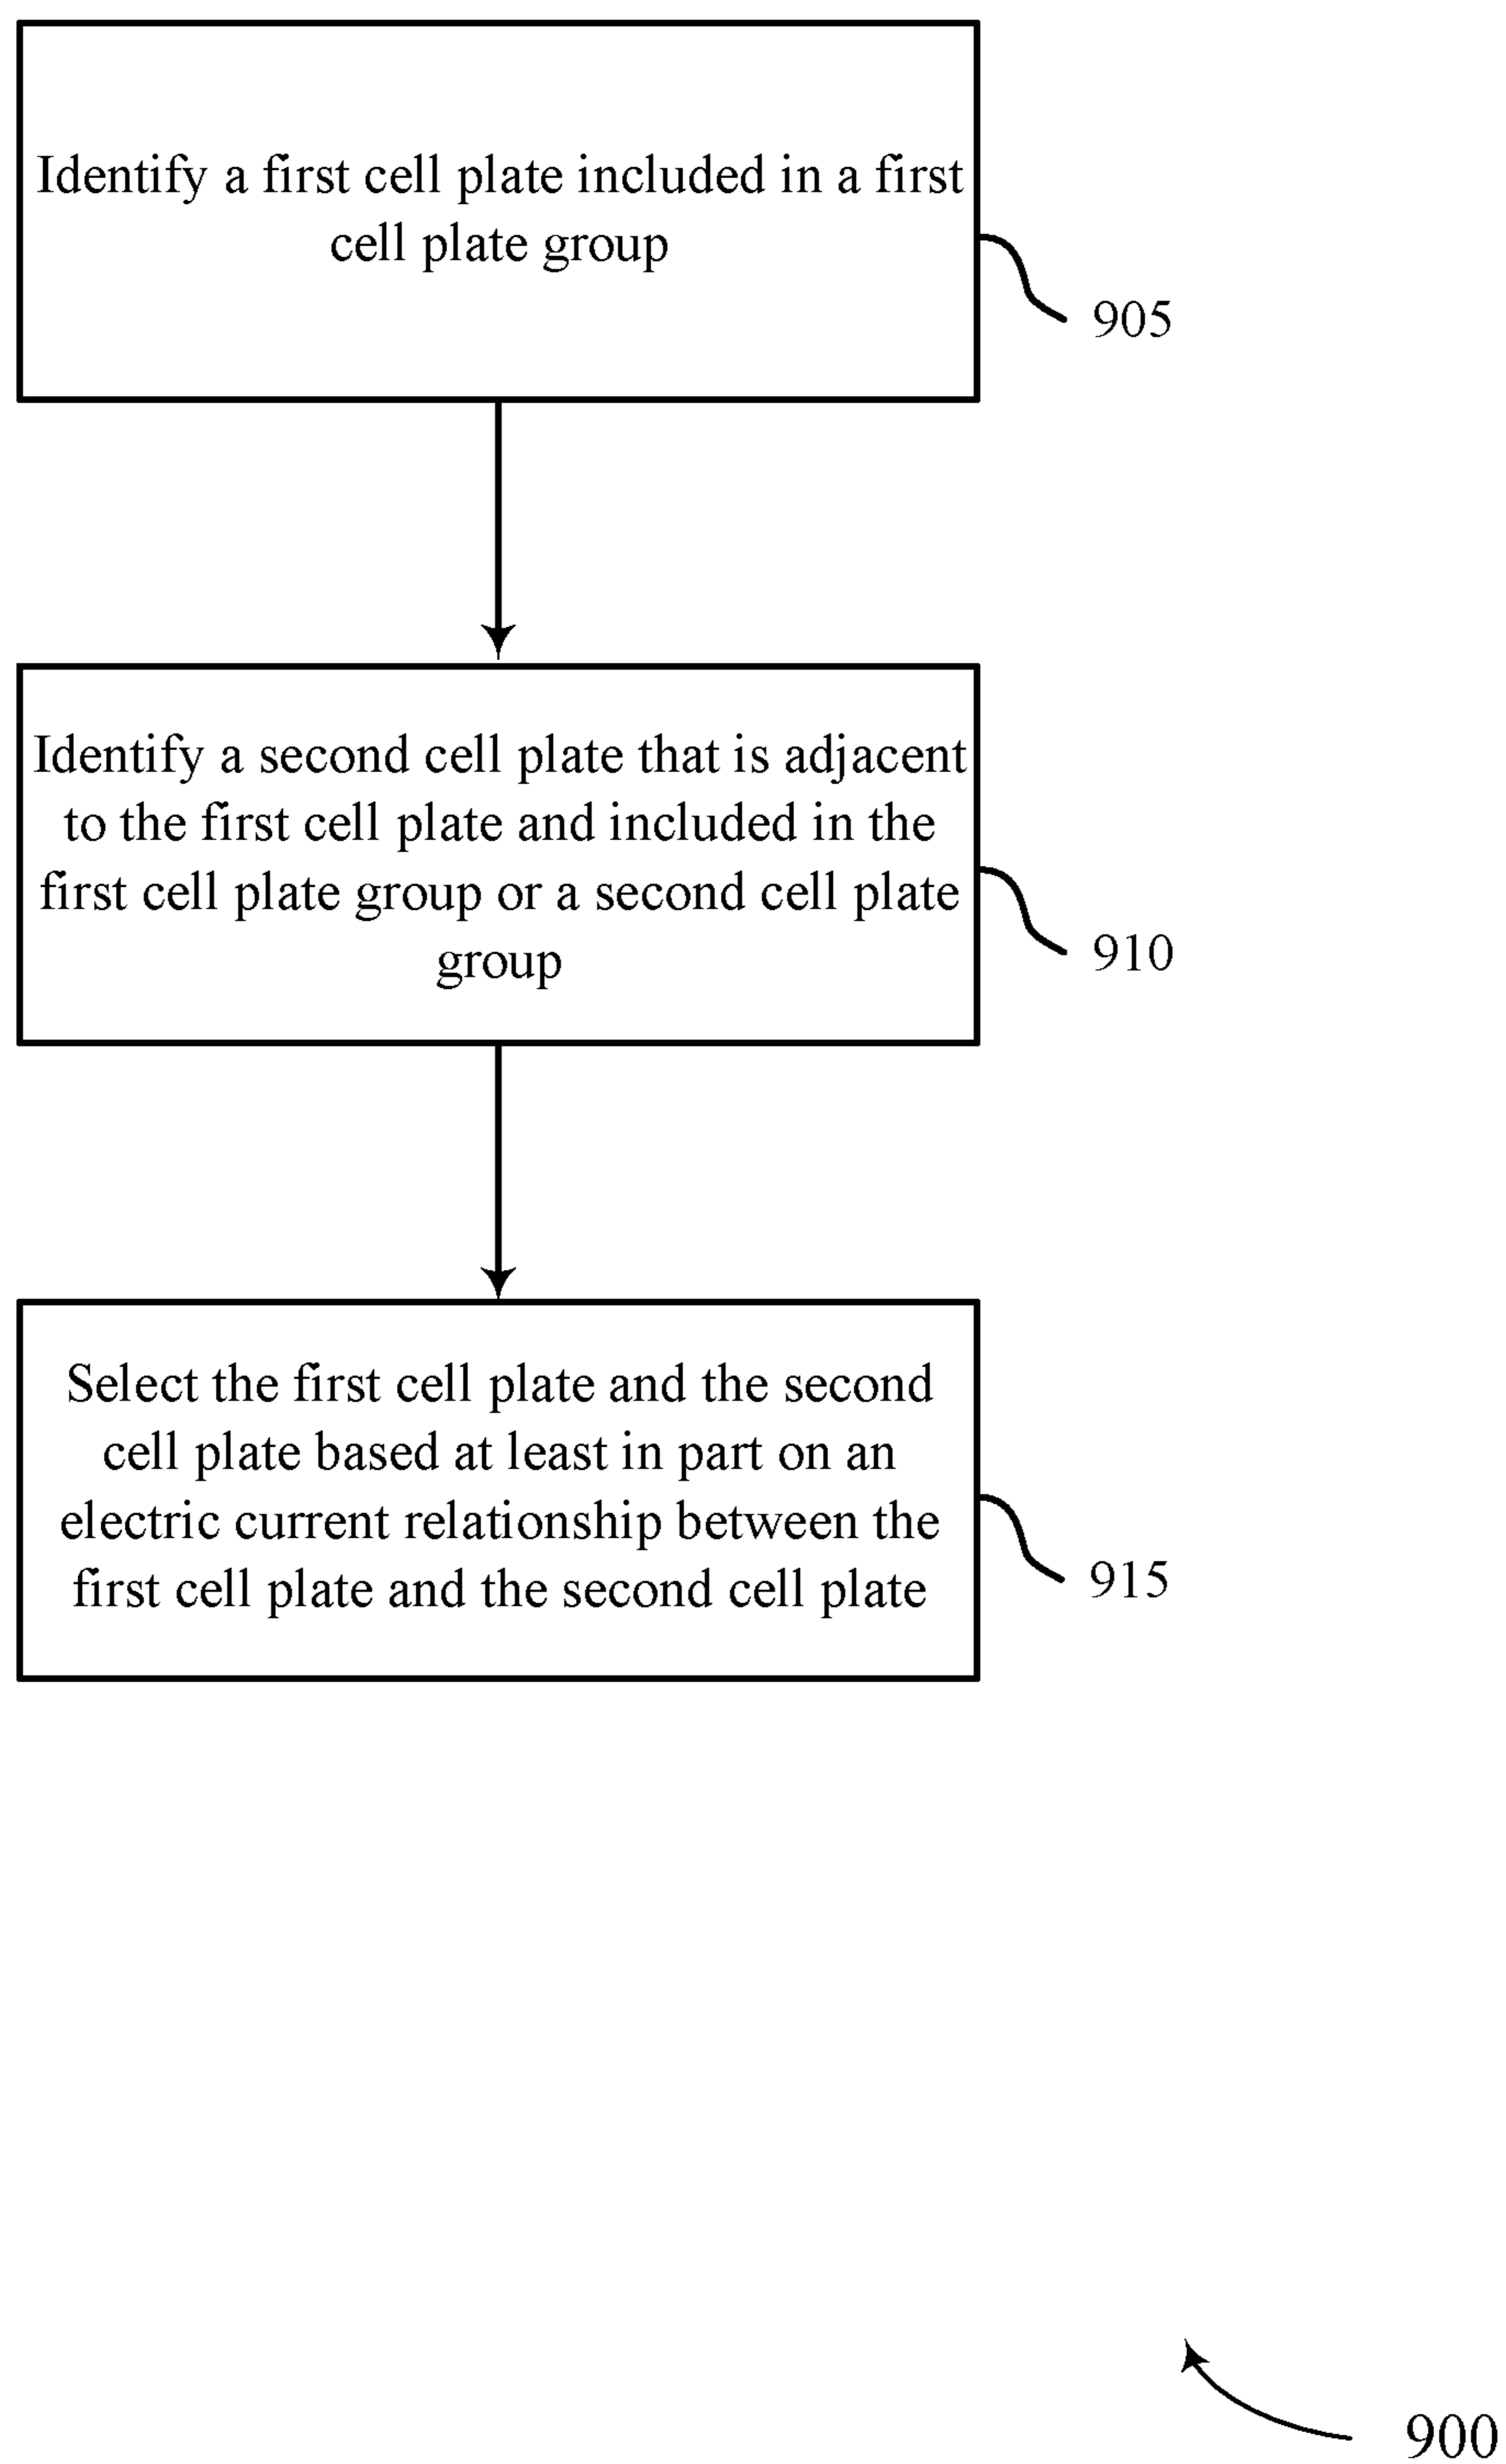 Identify a first cell plate included in a first
cell plate group
905
Identify a second cell plate that is adjacent
to the first cell plate and included in the
first cell plate group or a second cell plate
group
910
Select the first cell plate and the second
cell plate based at least in part on an
electric current relationship between the
first cell plate and the second cell plate
915
900